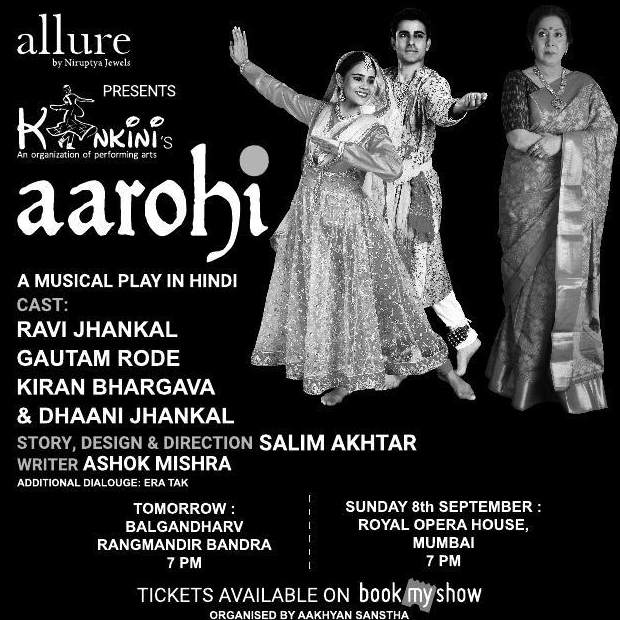 allure
by Niruptya Jewels
PRESENTS
KANKINI'S
An organization of performing arts
aarohi
A MUSICAL PLAY IN HINDI
CAST:
RAVI JHANKAL
GAUTAM RODE
KIRAN BHARGAVA
& DHAANI JHANKAL
STORY, DESIGN & DIRECTION SALIM AKHTAR
WRITER ASHOK MISHRA
ADDITIONAL DIALOUGE: ERA TAK
TOMORROW :
BALGANDHARV
RANGMANDIR BANDRA
7 PM
SUNDAY 8th SEPTEMBER :
ROYAL OPERA HOUSE,
MUMBAI
7 PM
TICKETS AVAILABLE ON bookmyshow
ORGANISED BY AAKHYAN SANSTHA